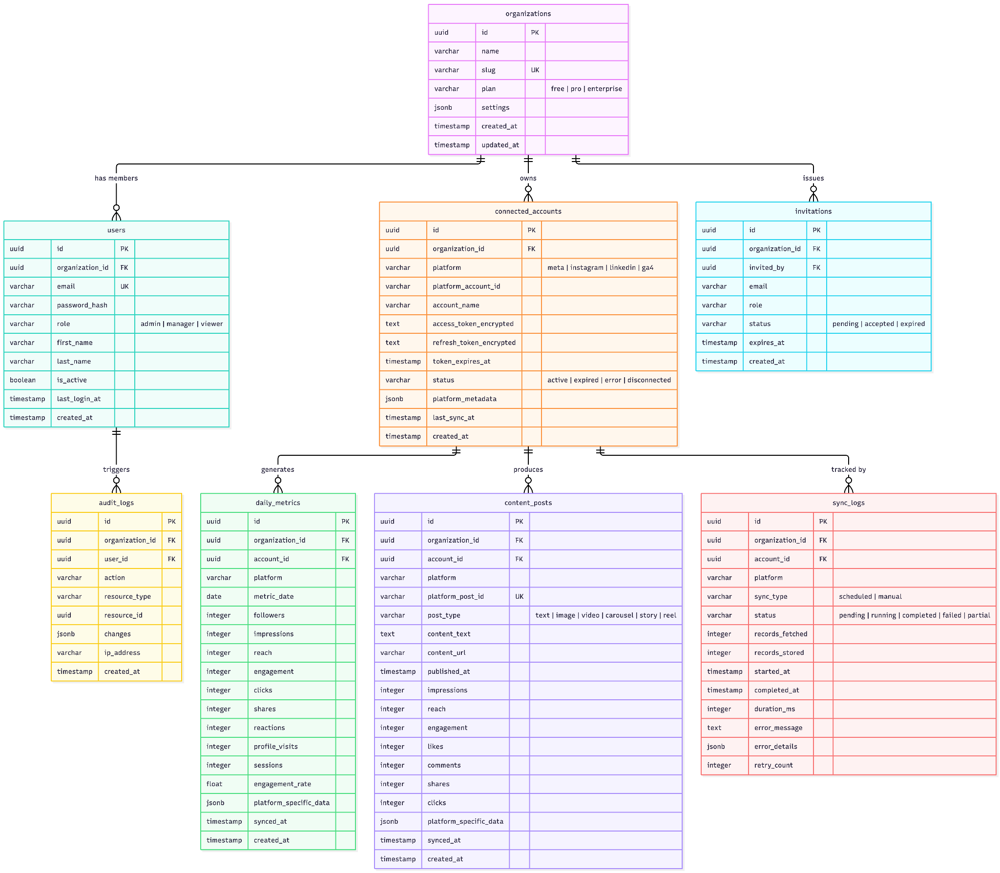 organizations
uuid id PK
varchar name
varchar slug UK
varchar plan free | pro | enterprise
jsonb settings
timestamp created_at
timestamp updated_at
has members
owns
issues
users
uuid id PK
uuid organization_id FK
varchar email UK
varchar password_hash
varchar role admin | manager | viewer
varchar first_name
varchar last_name
boolean is_active
timestamp last_login_at
timestamp created_at
connected_accounts
uuid id PK
uuid organization_id FK
varchar platform meta | instagram | linkedin | ga4
varchar platform_account_id
varchar account_name
text access_token_encrypted
text refresh_token_encrypted
timestamp token_expires_at
varchar status active | expired | error | disconnected
jsonb platform_metadata
timestamp last_sync_at
timestamp created_at
invitations
uuid id PK
uuid organization_id FK
uuid invited_by FK
varchar email
varchar role
varchar status pending | accepted | expired
timestamp expires_at
timestamp created_at
triggers
generates
produces
tracked by
audit_logs
uuid id PK
uuid organization_id FK
uuid user_id FK
varchar action
varchar resource_type
uuid resource_id
jsonb changes
varchar ip_address
timestamp created_at
daily_metrics
uuid id PK
uuid organization_id FK
uuid account_id FK
varchar platform
date metric_date
integer followers
integer impressions
integer reach
integer engagement
integer clicks
integer shares
integer reactions
integer profile_visits
integer sessions
float engagement_rate
jsonb platform_specific_data
timestamp synced_at
timestamp created_at
content_posts
uuid id PK
uuid organization_id FK
uuid account_id FK
varchar platform
varchar platform_post_id UK
varchar post_type text | image | video | carousel | story | reel
text content_text
varchar content_url
timestamp published_at
integer impressions
integer reach
integer engagement
integer likes
integer comments
integer shares
integer clicks
jsonb platform_specific_data
timestamp synced_at
timestamp created_at
sync_logs
uuid id PK
uuid organization_id FK
uuid account_id FK
varchar platform
varchar sync_type scheduled | manual
varchar status pending | running | completed | failed | partial
integer records_fetched
integer records_stored
timestamp started_at
timestamp completed_at
integer duration_ms
text error_message
jsonb error_details
integer retry_count